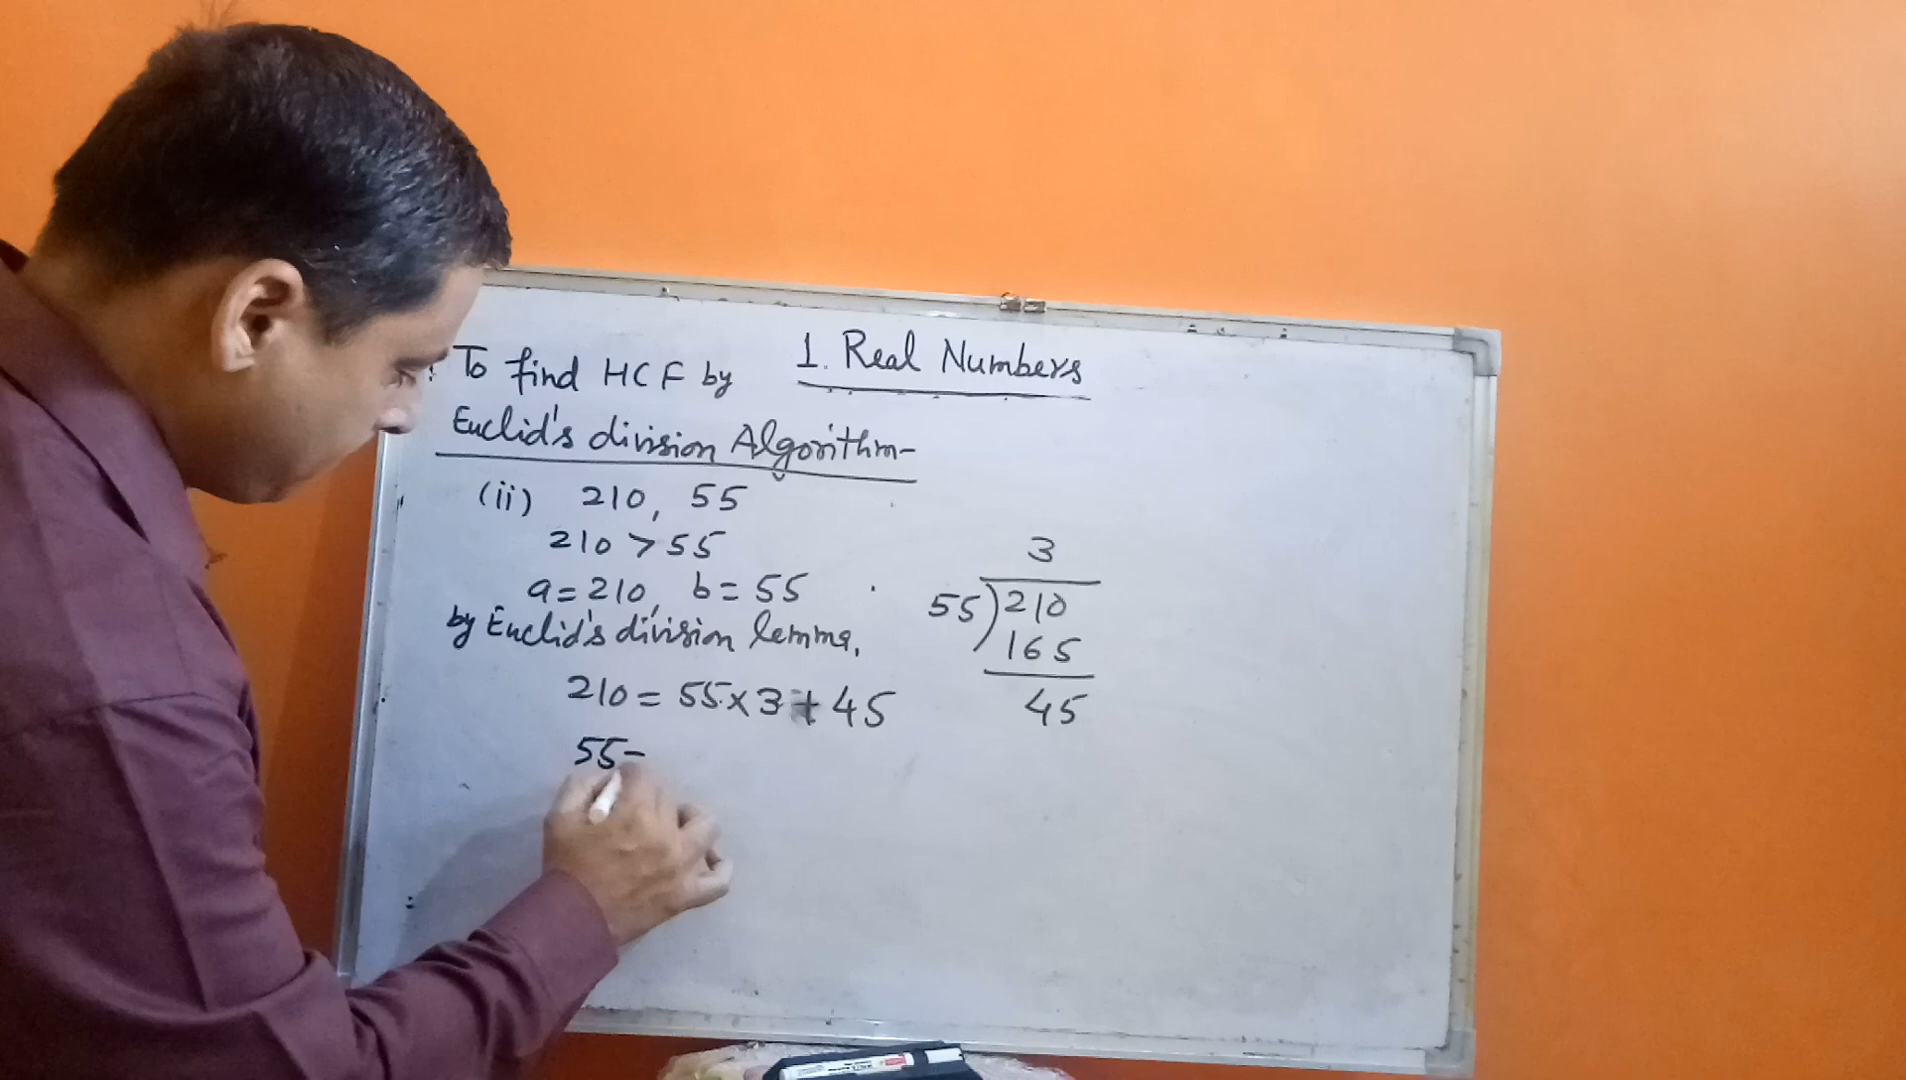 1. Real Numbers
To find HCF by
Euclid's division Algorithm-
(ii) 210, 55
210 > 55
a = 210, b = 55
by Euclid's division lemma,
210 = 55 × 3 + 45
55 -
3
55)210
165
45